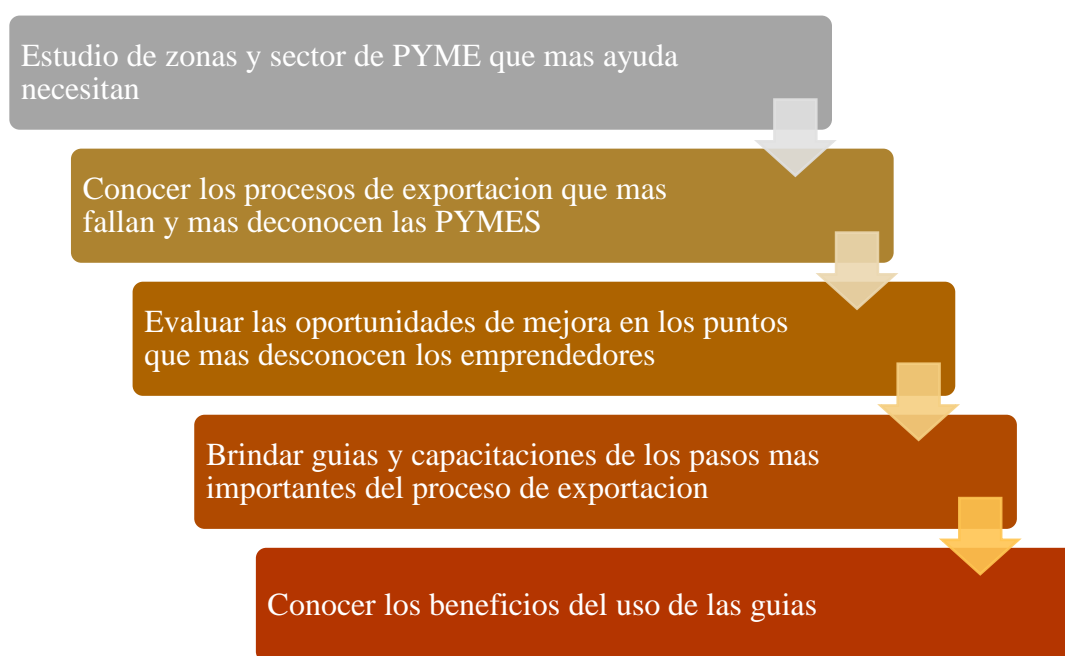 Estudio de zonas y sector de PYME que mas ayuda
necesitan
Conocer los procesos de exportacion que mas
fallan y mas deconocen las PYMES
Evaluar las oportunidades de mejora en los puntos
que mas desconocen los emprendedores
Brindar guias y capacitaciones de los pasos mas
importantes del proceso de exportacion
Conocer los beneficios del uso de las guias